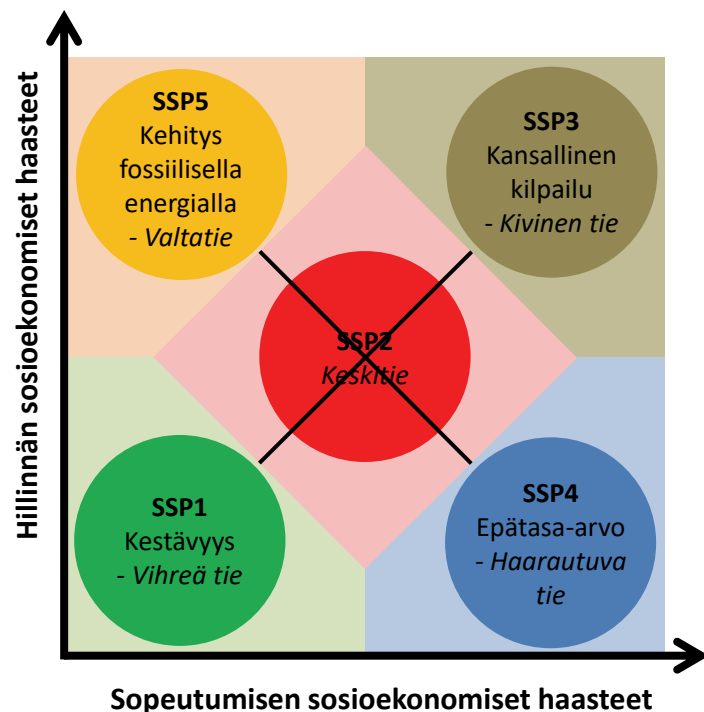 Hillinnän sosioekonomiset haasteet
SSP5
Kehitys
fossiilisella
energialla
- Valtatie
SSP3
Kansallinen
kilpailu
- Kivinen tie
SSP2
Keskitie
SSP1
Kestävyys
- Vihreä tie
SSP4
Epätasa-arvo
- Haarautuva
tie
Sopeutumisen sosioekonomiset haasteet